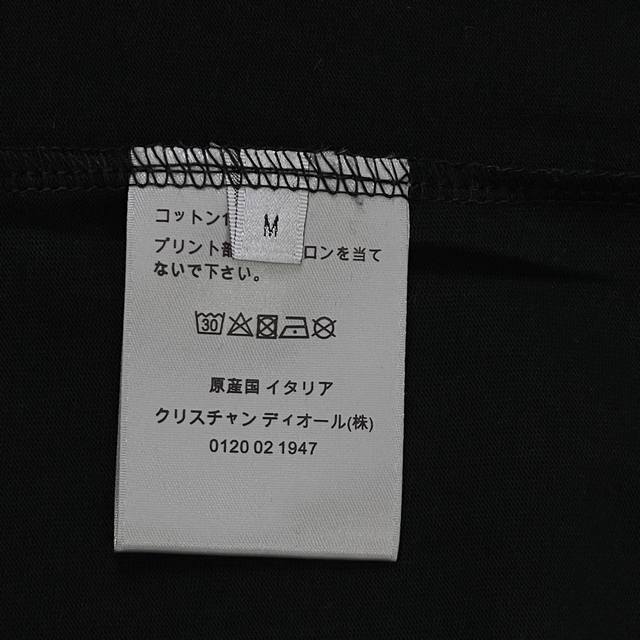 コットン
M
プリント部 ロンを当て
ないで下さい。
30
原産国 イタリア
クリスチャン ディオール(株)
0120 02 1947